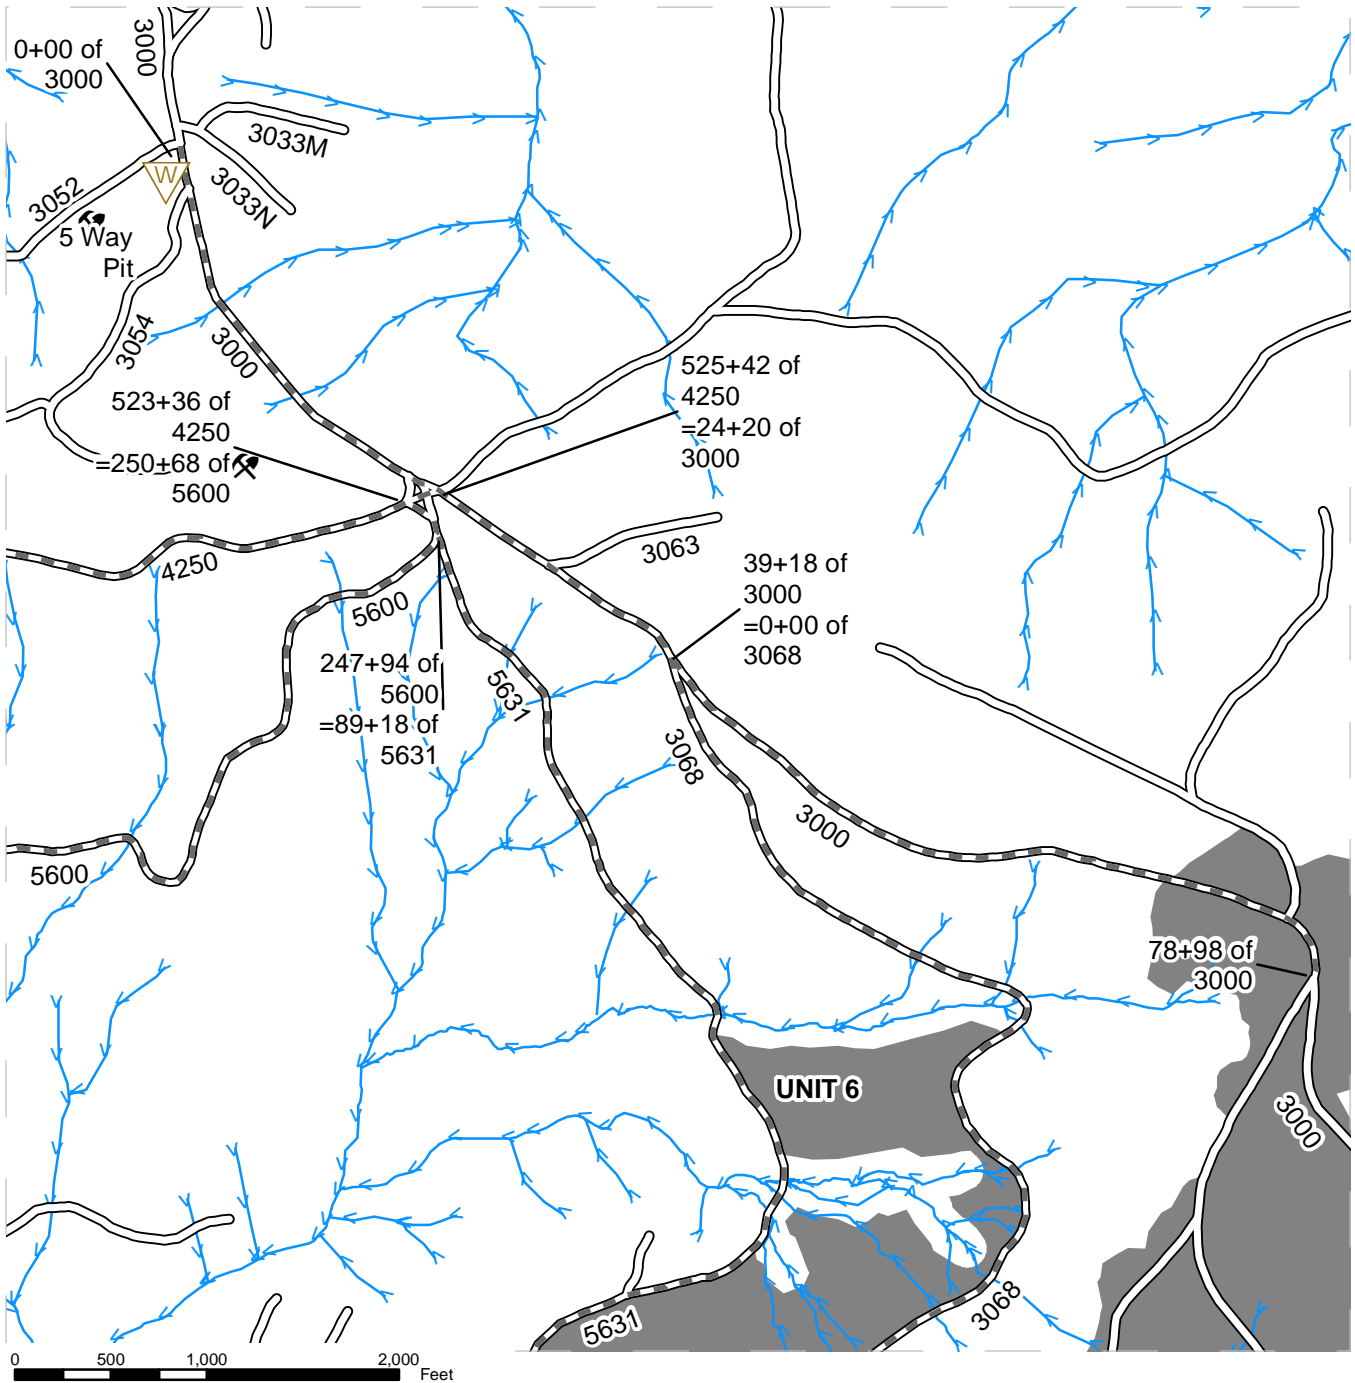 3000
0+00 of
3000
3033M
3052
W
3033N
5 Way
Pit
3054
3000
523+36 of
4250
=250+68 of
5600
525+42 of
4250
=24+20 of
3000
4250
3063
39+18 of
3000
=0+00 of
3068
5600
247+94 of
5600
=89+18 of
5631
5631
3068
3000
5600
78+98 of
3000
UNIT 6
3000
3068
5631
0 500 1,000 2,000
Feet